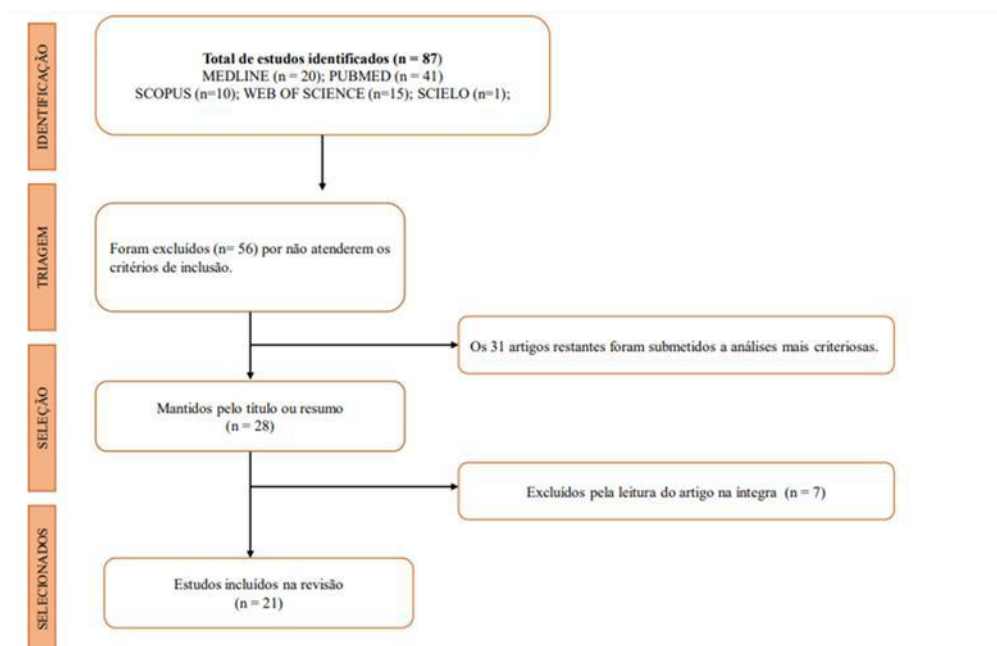 IDENTIFICAÇÃO
Total de estudos identificados (n = 87)
MEDLINE (n = 20); PUBMED (n = 41)
SCOPUS (n=10); WEB OF SCIENCE (n=15); SCIELO (n=1);
TRIAGEM
Foram excluídos (n= 56) por não atenderem os
critérios de inclusão.
Os 31 artigos restantes foram submetidos a análises mais criteriosas.
SELEÇÃO
Mantidos pelo título ou resumo
(n = 28)
Excluídos pela leitura do artigo na íntegra (n = 7)
SELECIONADOS
Estudos incluídos na revisão
(n = 21)